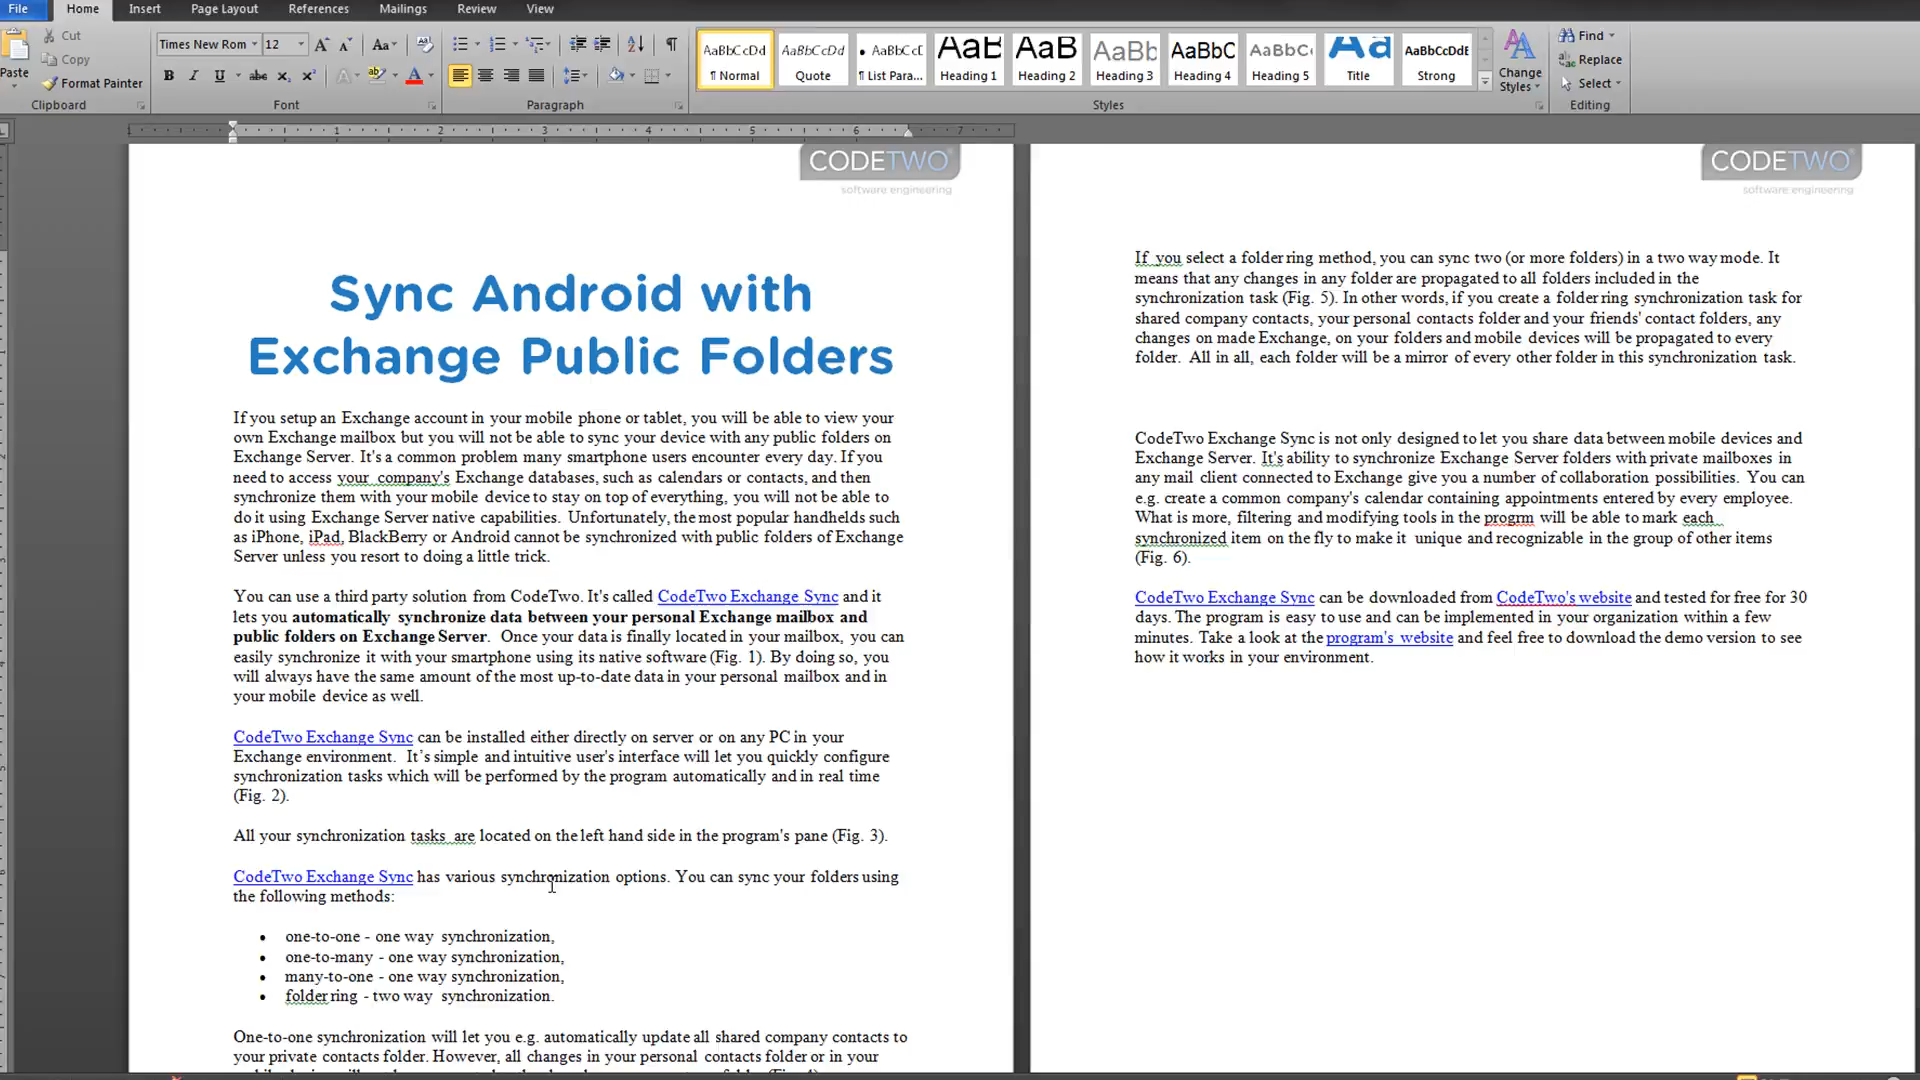 File Home Insert Page Layout References Mailings Review View
Cut
Copy
Paste
Format Painter
Clipboard
Times New Rom 12
Font
Paragraph
AaBbCcDd AaBbCcDd AaBbCcD AaB AaB AaBb AaBbC AaBbC Aa AaBbCcDdE
¶ Normal Quote ¶ List Para... Heading 1 Heading 2 Heading 3 Heading 4 Heading 5 Title Strong
Change Styles
Styles
Find
Replace
Select
Editing
1 2 3 4 5 6 7
CODETWO
software engineering
Sync Android with
Exchange Public Folders
If you setup an Exchange account in your mobile phone or tablet, you will be able to view your
own Exchange mailbox but you will not be able to sync your device with any public folders on
Exchange Server. It's a common problem many smartphone users encounter every day. If you
need to access your company's Exchange databases, such as calendars or contacts, and then
synchronize them with your mobile device to stay on top of everything, you will not be able to
do it using Exchange Server native capabilities. Unfortunately, the most popular handhelds such
as iPhone, iPad, BlackBerry or Android cannot be synchronized with public folders of Exchange
Server unless you resort to doing a little trick.
You can use a third party solution from CodeTwo. It's called CodeTwo Exchange Sync and it
lets you automatically synchronize data between your personal Exchange mailbox and
public folders on Exchange Server. Once your data is finally located in your mailbox, you can
easily synchronize it with your smartphone using its native software (Fig. 1). By doing so, you
will always have the same amount of the most up-to-date data in your personal mailbox and in
your mobile device as well.
CodeTwo Exchange Sync can be installed either directly on server or on any PC in your
Exchange environment. It's simple and intuitive user's interface will let you quickly configure
synchronization tasks which will be performed by the program automatically and in real time
(Fig. 2).
All your synchronization tasks are located on the left hand side in the program's pane (Fig. 3).
CodeTwo Exchange Sync has various synchronization options. You can sync your folders using
the following methods:
• one-to-one - one way synchronization,
• one-to-many - one way synchronization,
• many-to-one - one way synchronization,
• folder ring - two way synchronization.
One-to-one synchronization will let you e.g. automatically update all shared company contacts to
your private contacts folder. However, all changes in your personal contacts folder or in your
CODETWO
software engineering
If you select a folder ring method, you can sync two (or more folders) in a two way mode. It
means that any changes in any folder are propagated to all folders included in the
synchronization task (Fig. 5). In other words, if you create a folder ring synchronization task for
shared company contacts, your personal contacts folder and your friends' contact folders, any
changes on made Exchange, on your folders and mobile devices will be propagated to every
folder. All in all, each folder will be a mirror of every other folder in this synchronization task.
CodeTwo Exchange Sync is not only designed to let you share data between mobile devices and
Exchange Server. It's ability to synchronize Exchange Server folders with private mailboxes in
any mail client connected to Exchange give you a number of collaboration possibilities. You can
e.g. create a common company's calendar containing appointments entered by every employee.
What is more, filtering and modifying tools in the progrm will be able to mark each
synchronized item on the fly to make it unique and recognizable in the group of other items
(Fig. 6).
CodeTwo Exchange Sync can be downloaded from CodeTwo's website and tested for free for 30
days. The program is easy to use and can be implemented in your organization within a few
minutes. Take a look at the program's website and feel free to download the demo version to see
how it works in your environment.